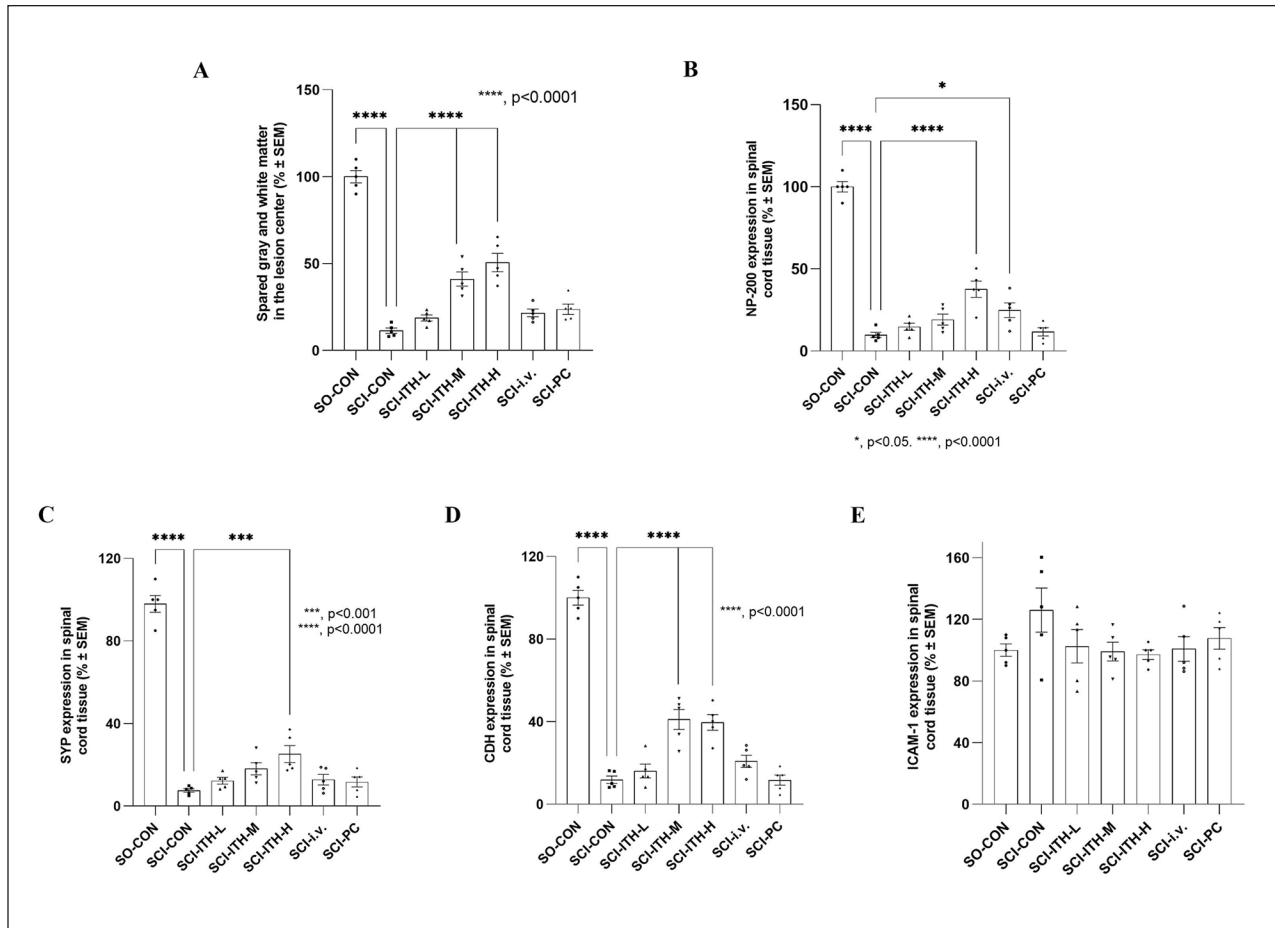 A
****, p<0.0001
**** ****
Spared gray and white matter
in the lesion center (% ± SEM)
150
100
50
0
SO-CON
SCI-CON
SCI-ITH-L
SCI-ITH-M
SCI-ITH-H
SCI-i.v.
SCI-PC
B
*
**** ****
NP-200 expression in spinal
cord tissue (% ± SEM)
150
100
50
0
SO-CON
SCI-CON
SCI-ITH-L
SCI-ITH-M
SCI-ITH-H
SCI-i.v.
SCI-PC
*, p<0.05. ****, p<0.0001
C
**** ***
***, p<0.001
****, p<0.0001
SYP expression in spinal
cord tissue (% ± SEM)
120
80
40
0
SO-CON
SCI-CON
SCI-ITH-L
SCI-ITH-M
SCI-ITH-H
SCI-i.v.
SCI-PC
D
**** ****
****, p<0.0001
CDH expression in spinal
cord tissue (% ± SEM)
120
80
40
0
SO-CON
SCI-CON
SCI-ITH-L
SCI-ITH-M
SCI-ITH-H
SCI-i.v.
SCI-PC
E
ICAM-1 expression in spinal
cord tissue (% ± SEM)
160
120
80
40
0
SO-CON
SCI-CON
SCI-ITH-L
SCI-ITH-M
SCI-ITH-H
SCI-i.v.
SCI-PC